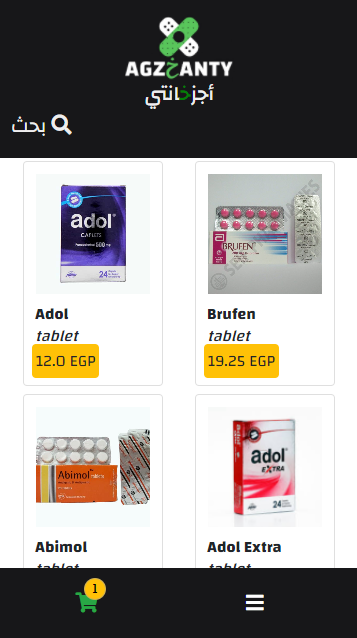 AGZخANTY
أجزخانتي
بحث
adol
CAPLETS
Paracetamol 500 mg
24
BRUFEN
Adol
tablet
12.0 EGP
Brufen
tablet
19.25 EGP
Abimol
adol
EXTRA
24
Abimol
tablet
Adol Extra
tablet
1